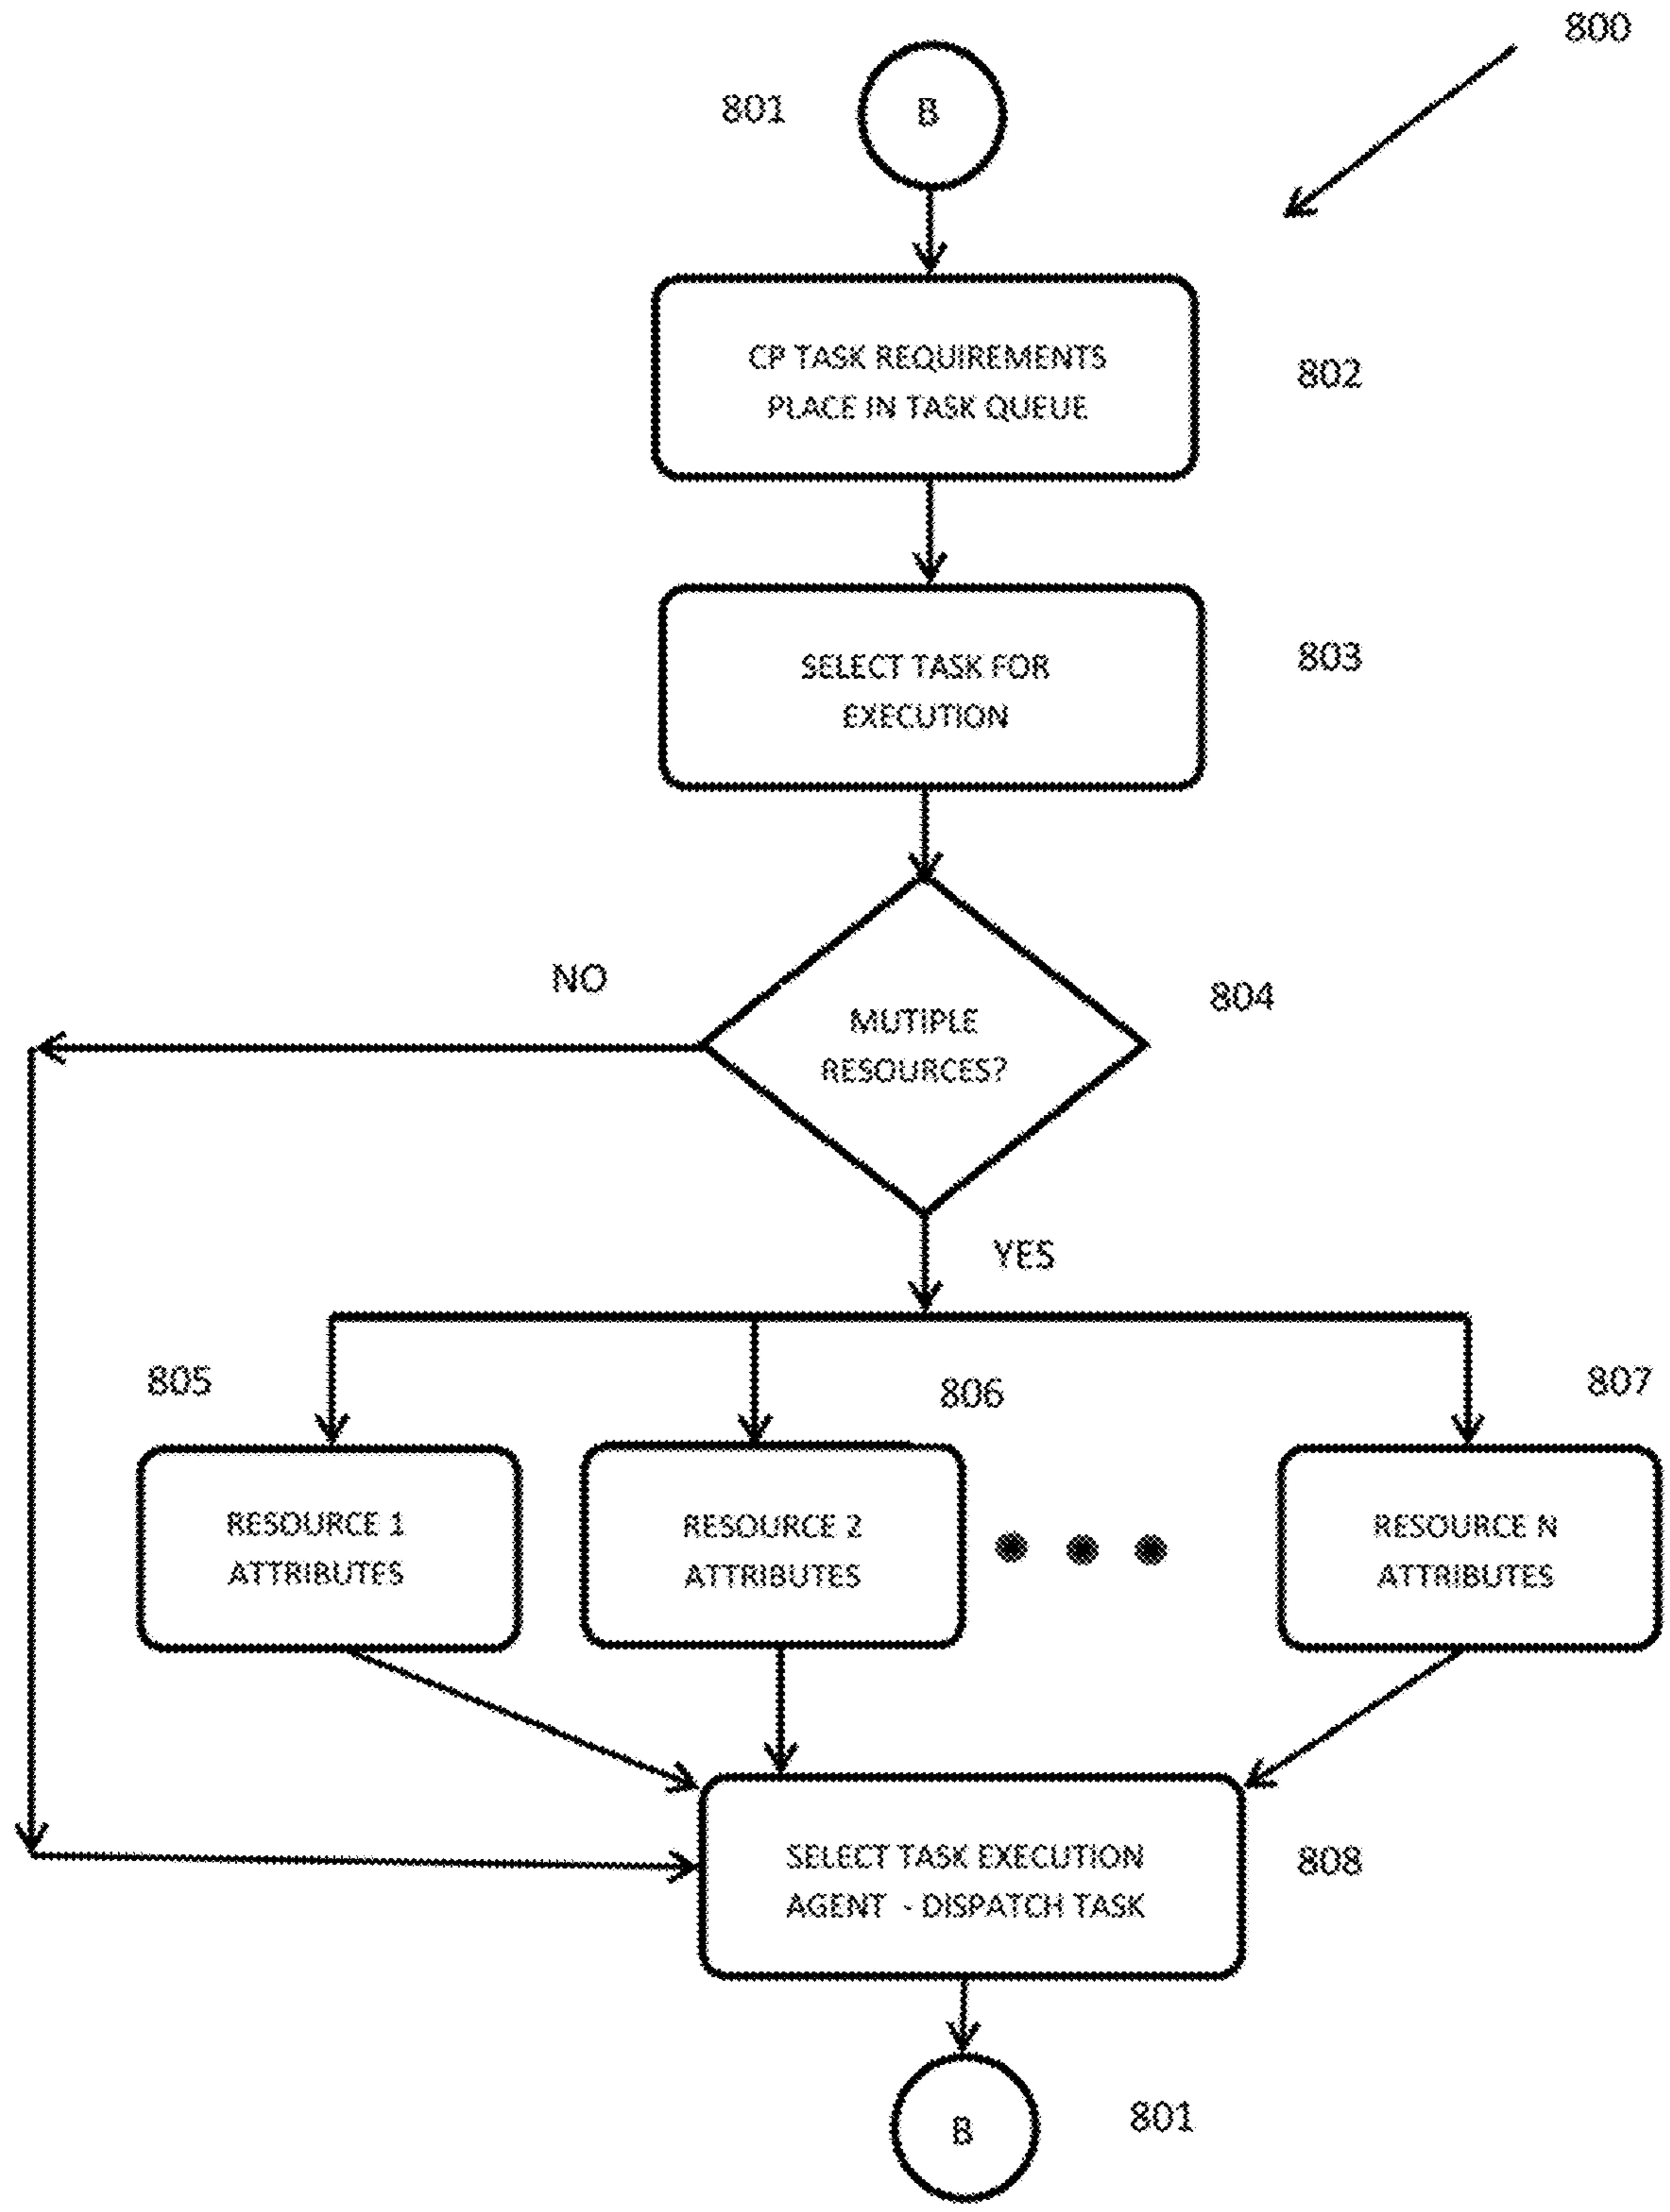 800
801
B
CP TASK REQUIREMENTS
PLACE IN TASK QUEUE
802
SELECT TASK FOR
EXECUTION
803
NO
MUTIPLE
RESOURCES?
804
YES
805
806
807
RESOURCE 1
ATTRIBUTES
RESOURCE 2
ATTRIBUTES
RESOURCE N
ATTRIBUTES
SELECT TASK EXECUTION
AGENT - DISPATCH TASK
808
B
801